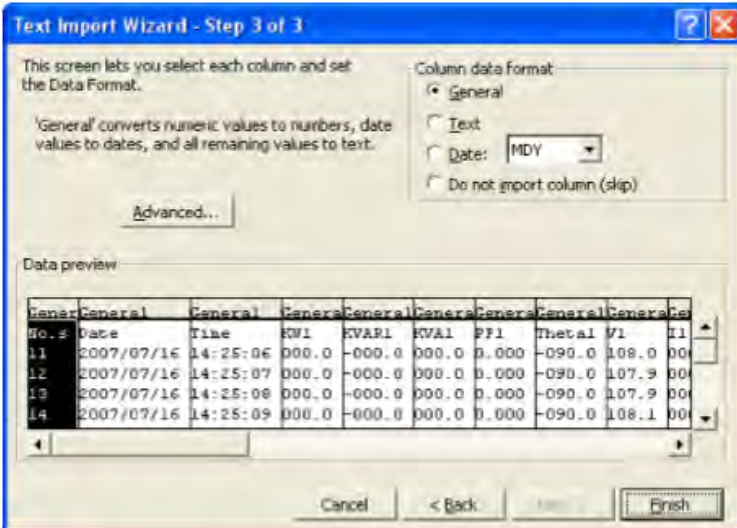 Text Import Wizard - Step 3 of 3
This screen lets you select each column and set
the Data Format.
'General' converts numeric values to numbers, date
values to dates, and all remaining values to text.
Advanced...
Column data format
General
Text
Date: MDY
Do not import column (skip)
Data preview
Gener General General Genera General Genera Genera General Genera Gen
No.s Date Time KW1 KVAR1 KVA1 PF1 Theta1 V1 I1
11 2007/07/16 14:25:06 000.0 -000.0 000.0 0.000 -090.0 108.0 00
12 2007/07/16 14:25:07 000.0 -000.0 000.0 0.000 -090.0 107.9 00
13 2007/07/16 14:25:08 000.0 -000.0 000.0 0.000 -090.0 107.9 00
14 2007/07/16 14:25:09 000.0 -000.0 000.0 0.000 -090.0 108.1 00
Cancel < Back Finish